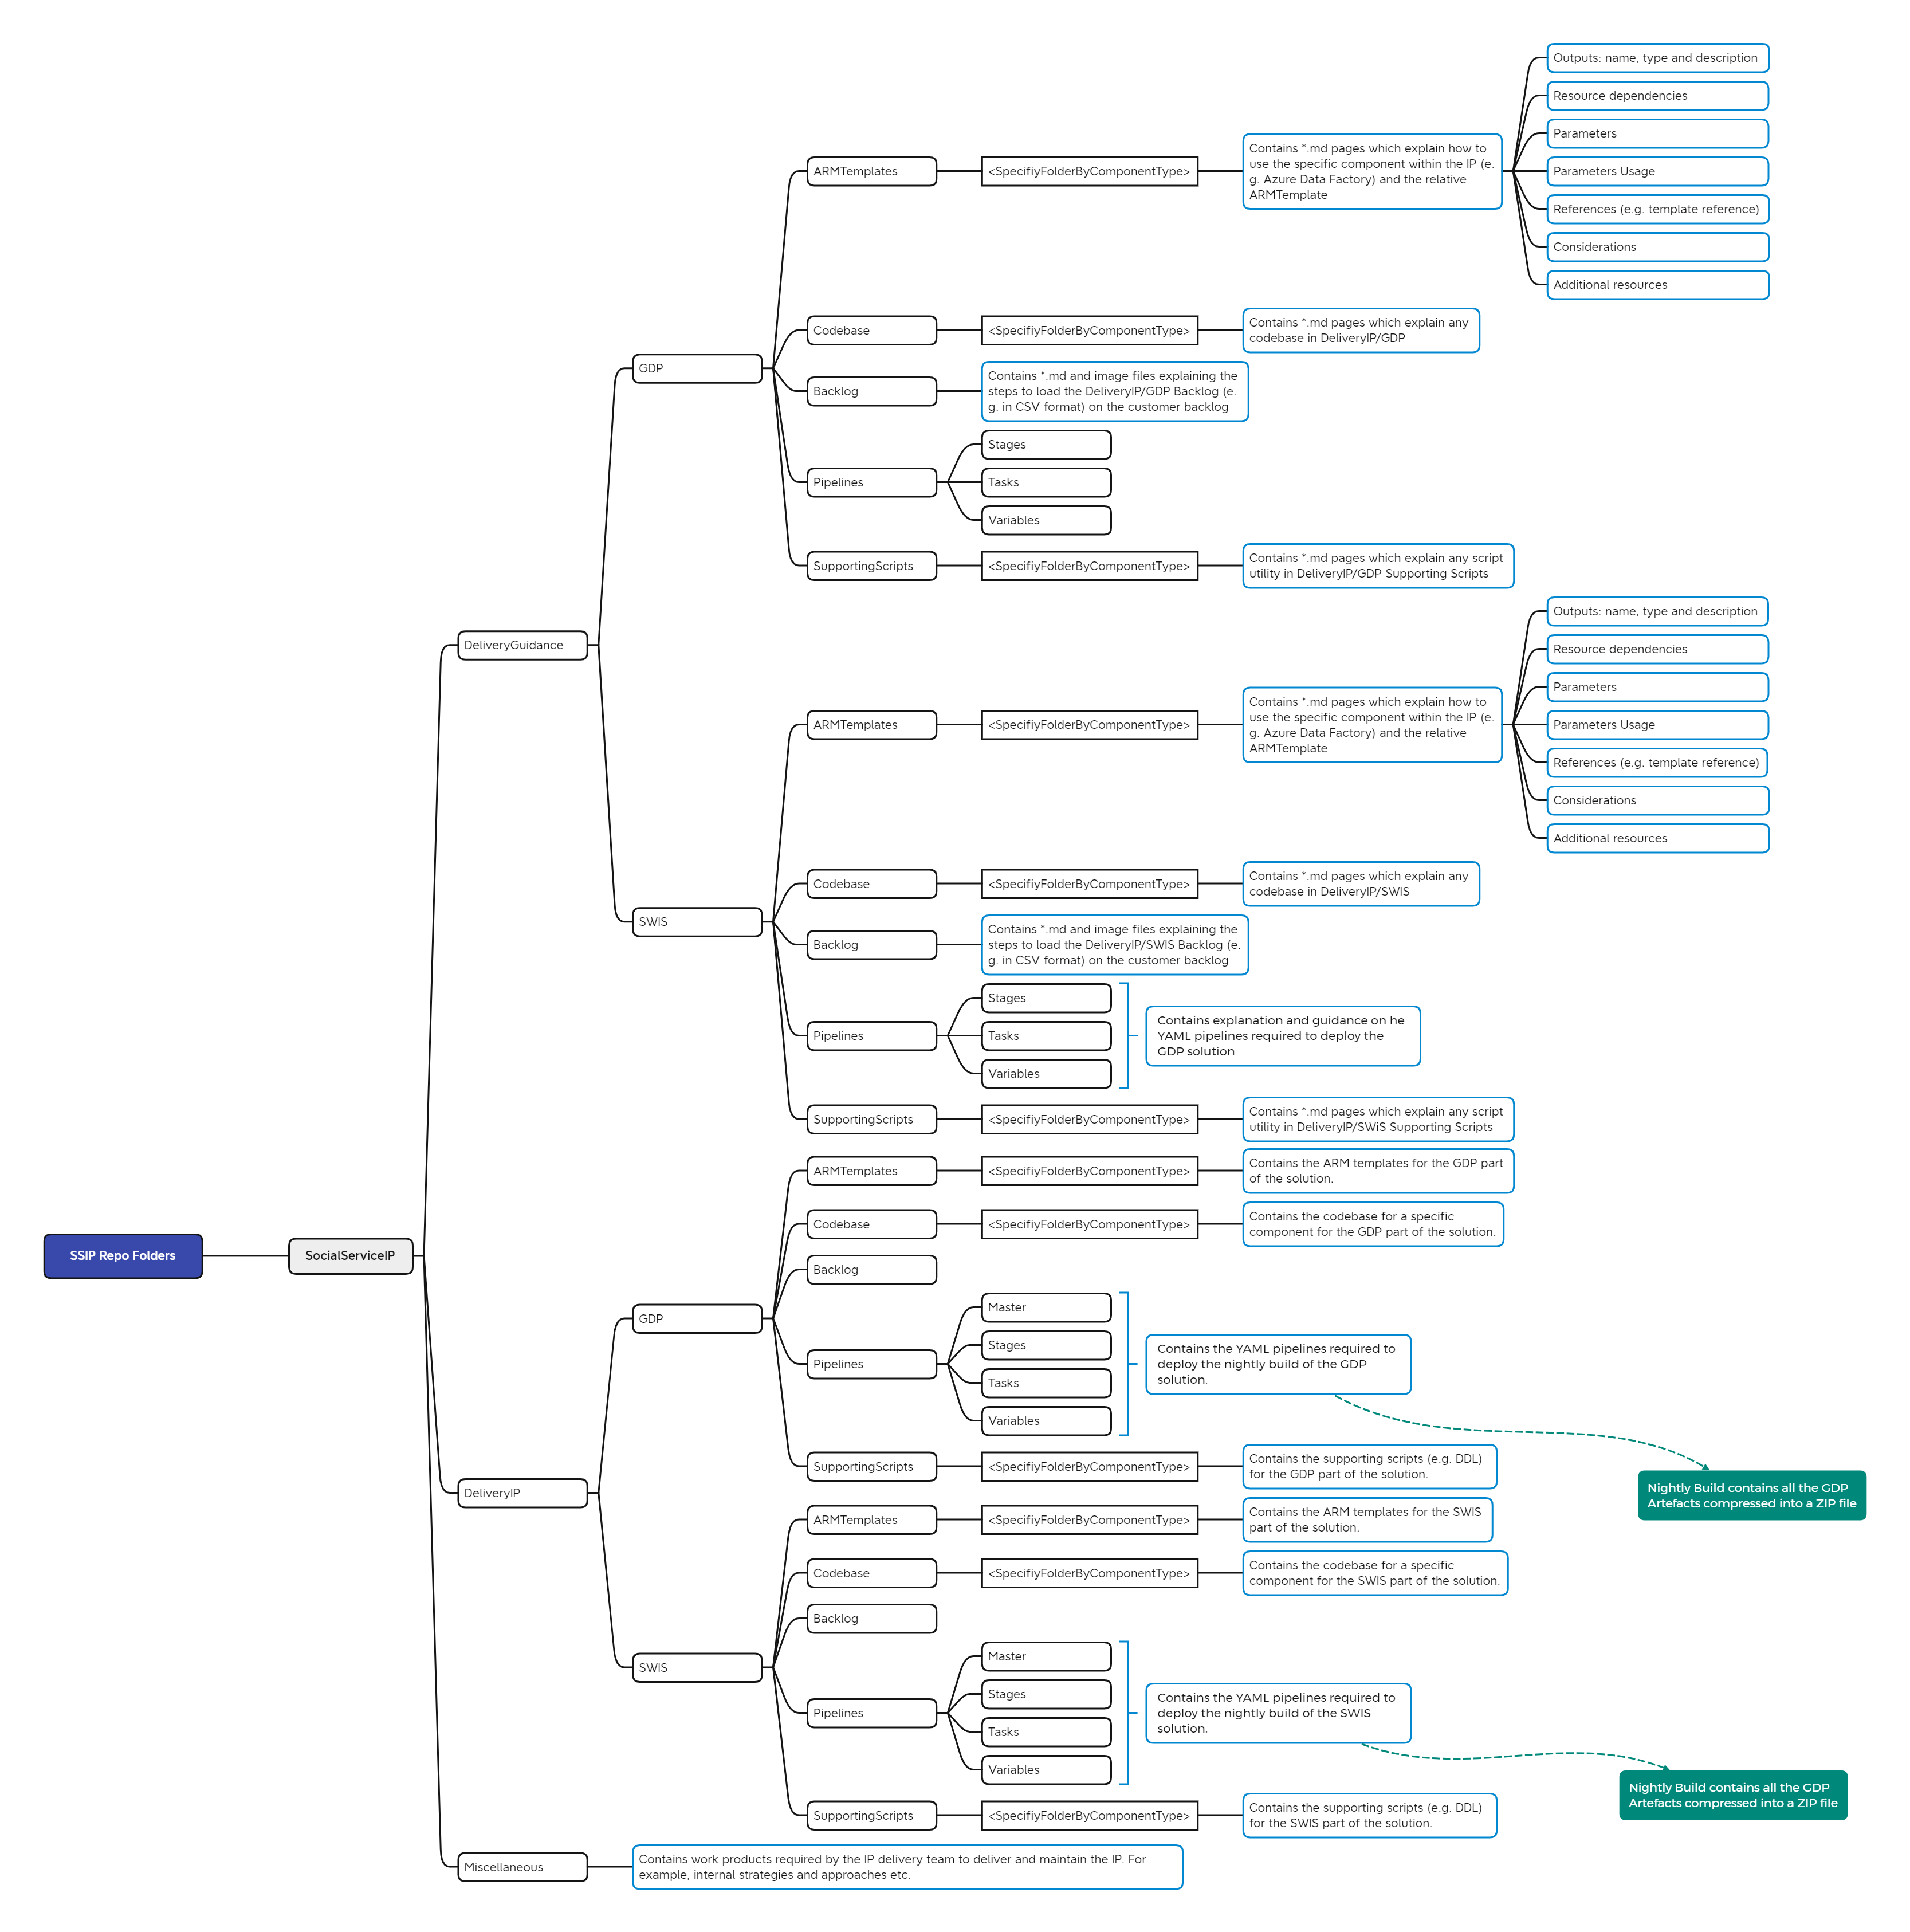 SSIP Repo Folders
SocialServiceIP
DeliveryGuidance
GDP
ARMTemplates
<SpecifiyFolderByComponentType>
Contains *.md pages which explain how to
use the specific component within the IP (e.
g. Azure Data Factory) and the relative
ARMTemplate
Outputs: name, type and description
Resource dependencies
Parameters
Parameters Usage
References (e.g. template reference)
Considerations
Additional resources
Codebase
<SpecifiyFolderByComponentType>
Contains *.md pages which explain any
codebase in DeliveryIP/GDP
Backlog
Contains *.md and image files explaining the
steps to load the DeliveryIP/GDP Backlog (e.
g. in CSV format) on the customer backlog
Pipelines
Stages
Tasks
Variables
SupportingScripts
<SpecifiyFolderByComponentType>
Contains *.md pages which explain any script
utility in DeliveryIP/GDP Supporting Scripts
SWIS
ARMTemplates
<SpecifiyFolderByComponentType>
Contains *.md pages which explain how to
use the specific component within the IP (e.
g. Azure Data Factory) and the relative
ARMTemplate
Outputs: name, type and description
Resource dependencies
Parameters
Parameters Usage
References (e.g. template reference)
Considerations
Additional resources
Codebase
<SpecifiyFolderByComponentType>
Contains *.md pages which explain any
codebase in DeliveryIP/SWIS
Backlog
Contains *.md and image files explaining the
steps to load the DeliveryIP/SWIS Backlog (e.
g. in CSV format) on the customer backlog
Pipelines
Stages
Tasks
Variables
Contains explanation and guidance on he
YAML pipelines required to deploy the
GDP solution
SupportingScripts
<SpecifiyFolderByComponentType>
Contains *.md pages which explain any script
utility in DeliveryIP/SWiS Supporting Scripts
DeliveryIP
GDP
ARMTemplates
<SpecifiyFolderByComponentType>
Contains the ARM templates for the GDP part
of the solution.
Codebase
<SpecifiyFolderByComponentType>
Contains the codebase for a specific
component for the GDP part of the solution.
Backlog
Pipelines
Master
Stages
Tasks
Variables
Contains the YAML pipelines required to
deploy the nightly build of the GDP
solution.
Nightly Build contains all the GDP
Artefacts compressed into a ZIP file
SupportingScripts
<SpecifiyFolderByComponentType>
Contains the supporting scripts (e.g. DDL)
for the GDP part of the solution.
SWIS
ARMTemplates
<SpecifiyFolderByComponentType>
Contains the ARM templates for the SWIS
part of the solution.
Codebase
<SpecifiyFolderByComponentType>
Contains the codebase for a specific
component for the SWIS part of the solution.
Backlog
Pipelines
Master
Stages
Tasks
Variables
Contains the YAML pipelines required to
deploy the nightly build of the SWIS
solution.
Nightly Build contains all the GDP
Artefacts compressed into a ZIP file
SupportingScripts
<SpecifiyFolderByComponentType>
Contains the supporting scripts (e.g. DDL)
for the SWIS part of the solution.
Miscellaneous
Contains work products required by the IP delivery team to deliver and maintain the IP. For
example, internal strategies and approaches etc.